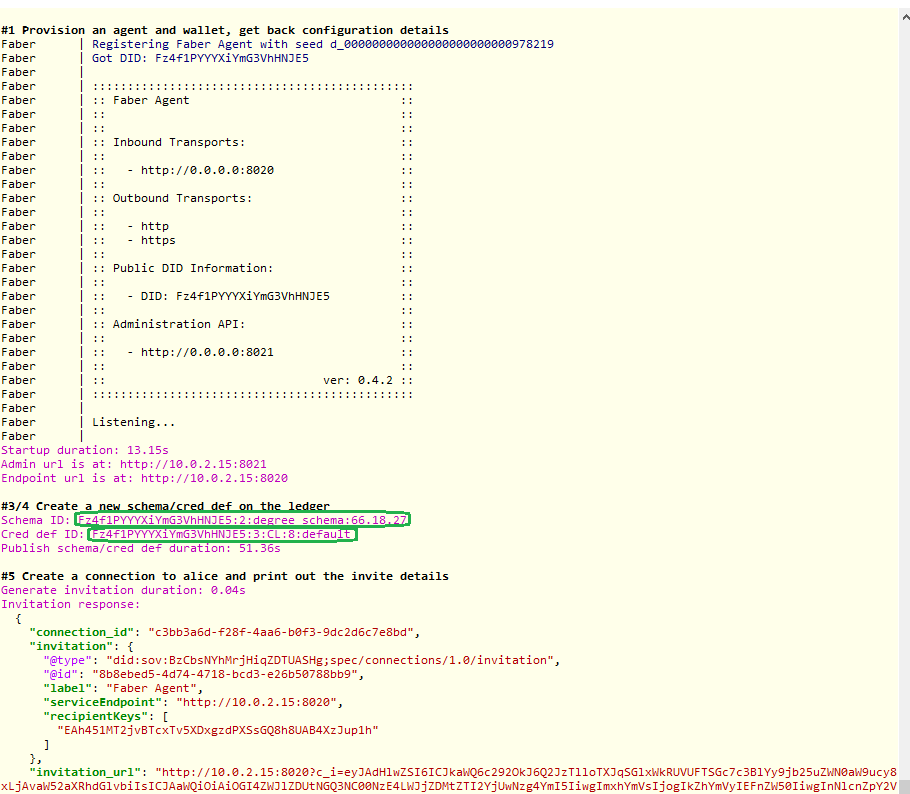 #1 Provision an agent and wallet, get back configuration details
Faber      | Registering Faber Agent with seed d_000000000000000000000000978219
Faber      | Got DID: Fz4f1PYYYXiYmG3VhHNJE5
Faber      |
Faber      | ::::::::::::::::::::::::::::::::::::::::::::::
Faber      | :: Faber Agent                              ::
Faber      | ::                                          ::
Faber      | ::                                          ::
Faber      | :: Inbound Transports:                      ::
Faber      | ::                                          ::
Faber      | ::   - http://0.0.0.0:8020                  ::
Faber      | ::                                          ::
Faber      | :: Outbound Transports:                     ::
Faber      | ::                                          ::
Faber      | ::   - http                                 ::
Faber      | ::   - https                                ::
Faber      | ::                                          ::
Faber      | :: Public DID Information:                  ::
Faber      | ::                                          ::
Faber      | ::   - DID: Fz4f1PYYYXiYmG3VhHNJE5          ::
Faber      | ::                                          ::
Faber      | :: Administration API:                      ::
Faber      | ::                                          ::
Faber      | ::   - http://0.0.0.0:8021                  ::
Faber      | ::                                          ::
Faber      | ::                               ver: 0.4.2 ::
Faber      | ::::::::::::::::::::::::::::::::::::::::::::::
Faber      |
Faber      | Listening...
Faber      |
Startup duration: 13.15s
Admin url is at: http://10.0.2.15:8021
Endpoint url is at: http://10.0.2.15:8020
#3/4 Create a new schema/cred def on the ledger
Schema ID: Fz4f1PYYYXiYmG3VhHNJE5:2:degree schema:66.18.27
Cred def ID: Fz4f1PYYYXiYmG3VhHNJE5:3:CL:8:default
Publish schema/cred def duration: 51.36s
#5 Create a connection to alice and print out the invite details
Generate invitation duration: 0.04s
Invitation response:
{
"connection_id": "c3bb3a6d-f28f-4aa6-b0f3-9dc2d6c7e8bd",
"invitation": {
"@type": "did:sov:BzCbsNYhMrjHiqZDTUASHg;spec/connections/1.0/invitation",
"@id": "8b8ebed5-4d74-4718-bcd3-e26b50788bb9",
"label": "Faber Agent",
"serviceEndpoint": "http://10.0.2.15:8020",
"recipientKeys": [
"EAh451MT2jvBTcxTv5XDxgzdPXSsGQ8h8UAB4XzJup1h"
]
},
"invitation_url": "http://10.0.2.15:8020?c_i=eyJAdHlwZSI6ICJkaWQ6c292OkJ6Q2JzTlloTXJqSGlxWkRUVUFTSGc7c3BlYy9jb25uZWN0aW9ucy8
xLjAvaW52aXRhdGlvbiIsICJAaWQiOiAiOGI4ZWJlZDUtNGQ3NC00NzE4LWJjZDMtZTI2YjUwNzg4YmI5IiwgImxhYmVsIjogIkZhYmVyIEFnZW50IiwgInNlcnZpY2V